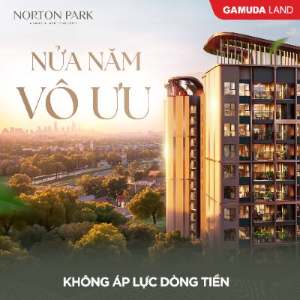 NORTON PARK
GAMUDA LAND
NỬA NĂM
VÔ ƯU
KHÔNG ÁP LỰC DÒNG TIỀN